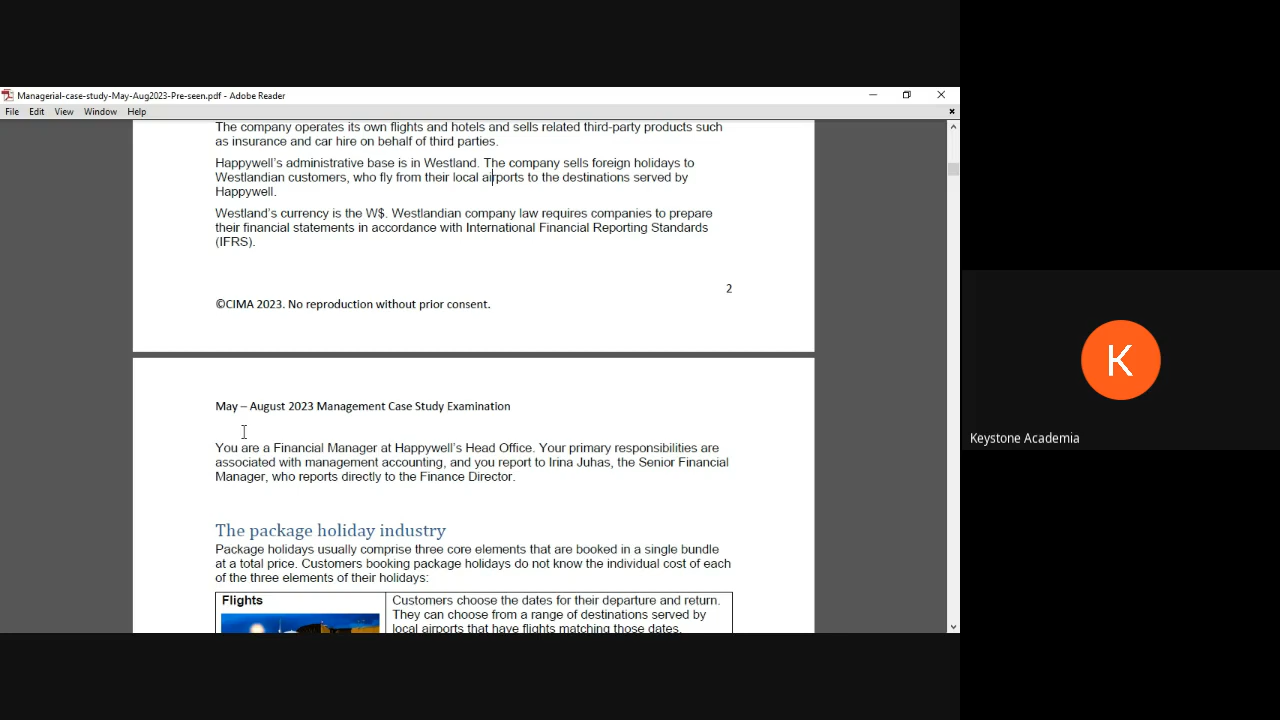 Managerial-case-study-May-Aug2023-Pre-seen.pdf - Adobe Reader
File Edit View Window Help
The company operates its own flights and hotels and sells related third-party products such
as insurance and car hire on behalf of third parties.
Happywell's administrative base is in Westland. The company sells foreign holidays to
Westlandian customers, who fly from their local airports to the destinations served by
Happywell.
Westland's currency is the W$. Westlandian company law requires companies to prepare
their financial statements in accordance with International Financial Reporting Standards
(IFRS).
2
©CIMA 2023. No reproduction without prior consent.
May – August 2023 Management Case Study Examination
You are a Financial Manager at Happywell's Head Office. Your primary responsibilities are
associated with management accounting, and you report to Irina Juhas, the Senior Financial
Manager, who reports directly to the Finance Director.
The package holiday industry
Package holidays usually comprise three core elements that are booked in a single bundle
at a total price. Customers booking package holidays do not know the individual cost of each
of the three elements of their holidays:
Flights
Customers choose the dates for their departure and return.
They can choose from a range of destinations served by
local airports that have flights matching those dates.
K
Keystone Academia